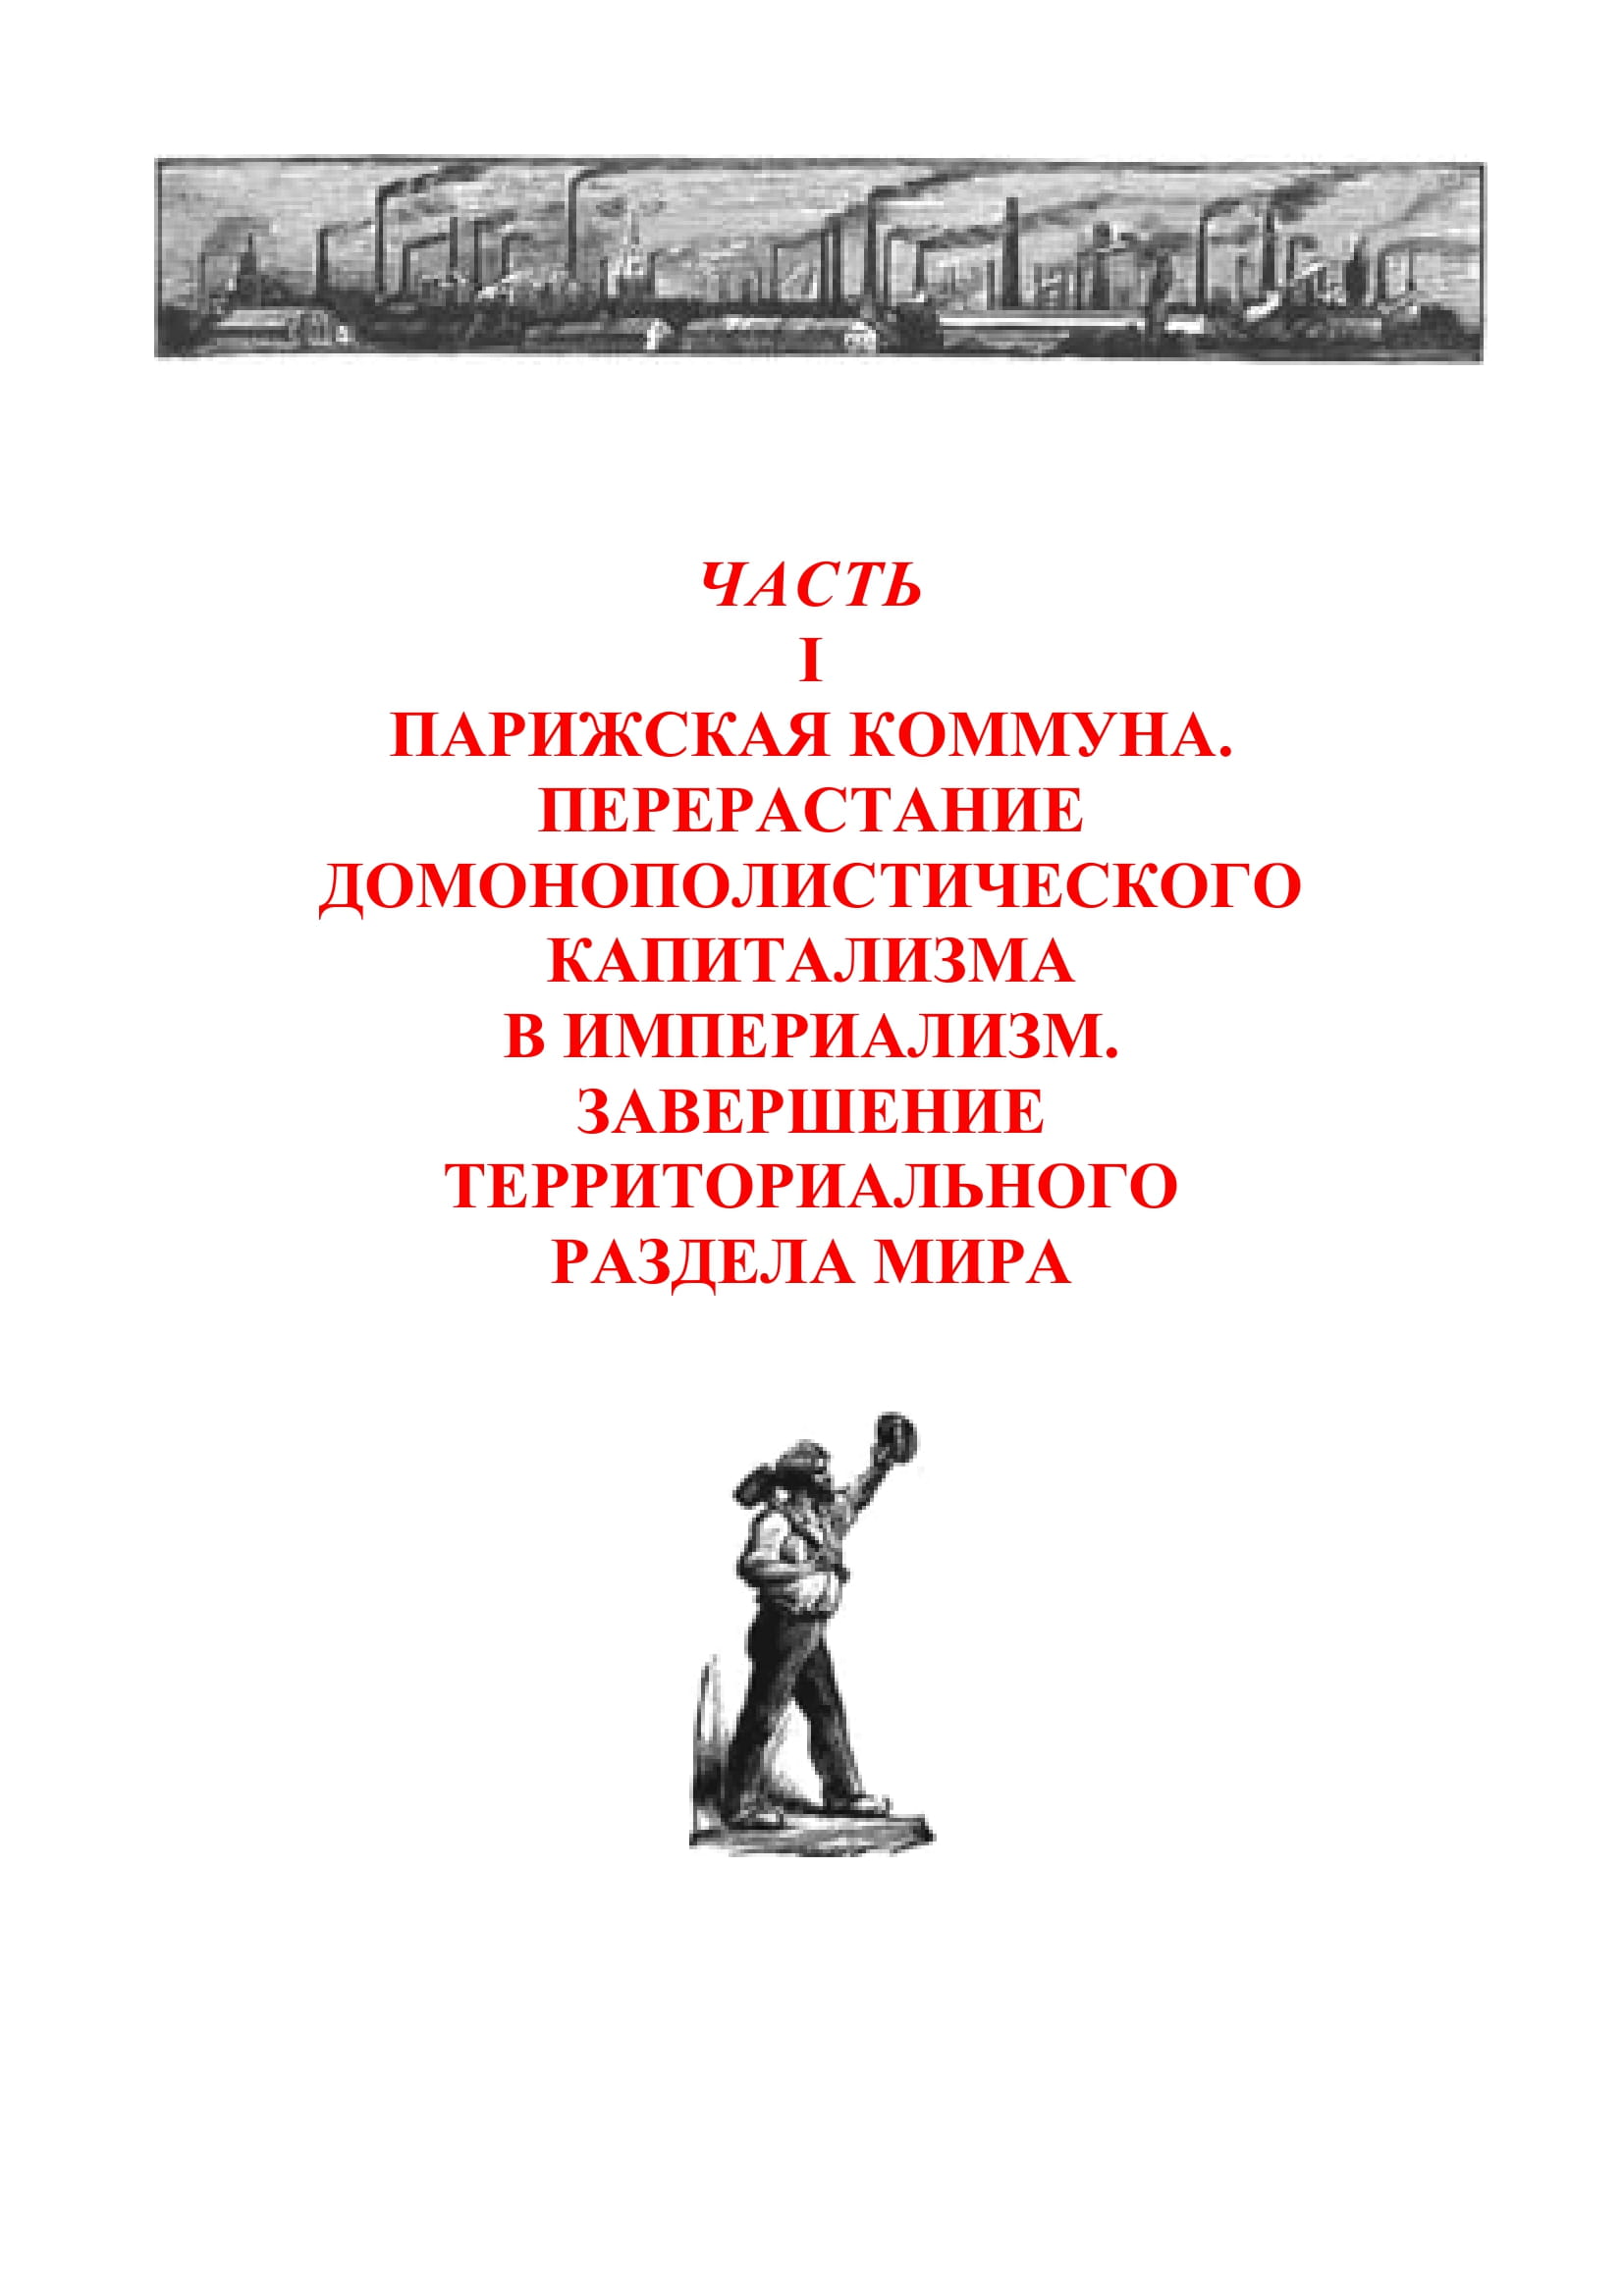 ЧАСТЬ
I
ПАРИЖСКАЯ КОММУНА.
ПЕРЕРАСТАНИЕ
ДОМОНОПОЛИСТИЧЕСКОГО
КАПИТАЛИЗМА
В ИМПЕРИАЛИЗМ.
ЗАВЕРШЕНИЕ
ТЕРРИТОРИАЛЬНОГО
РАЗДЕЛА МИРА